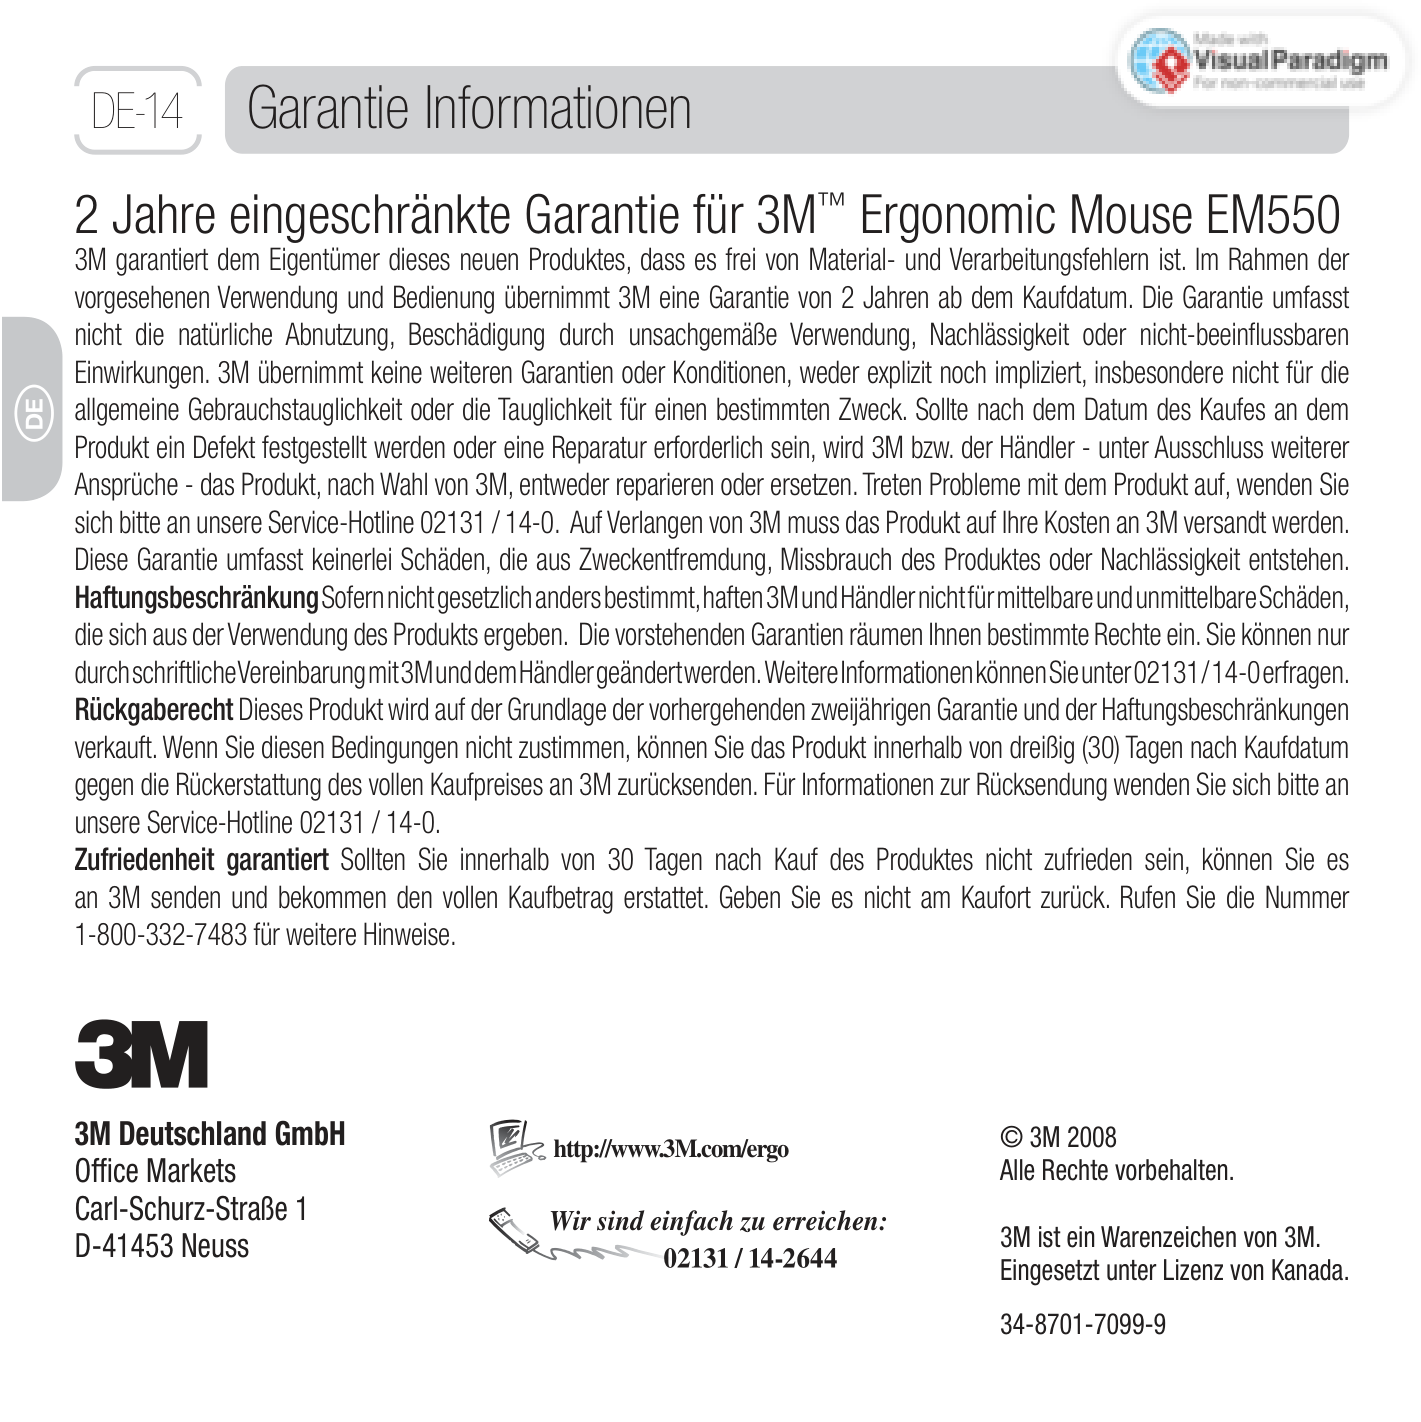 Made with
VisualParadigm
For non-commercial use
DE-14
Garantie Informationen
2 Jahre eingeschränkte Garantie für 3M™ Ergonomic Mouse EM550
3M garantiert dem Eigentümer dieses neuen Produktes, dass es frei von Material- und Verarbeitungsfehlern ist. Im Rahmen der
vorgesehenen Verwendung und Bedienung übernimmt 3M eine Garantie von 2 Jahren ab dem Kaufdatum. Die Garantie umfasst
nicht die natürliche Abnutzung, Beschädigung durch unsachgemäße Verwendung, Nachlässigkeit oder nicht-beeinflussbaren
Einwirkungen. 3M übernimmt keine weiteren Garantien oder Konditionen, weder explizit noch impliziert, insbesondere nicht für die
allgemeine Gebrauchstauglichkeit oder die Tauglichkeit für einen bestimmten Zweck. Sollte nach dem Datum des Kaufes an dem
Produkt ein Defekt festgestellt werden oder eine Reparatur erforderlich sein, wird 3M bzw. der Händler - unter Ausschluss weiterer
Ansprüche - das Produkt, nach Wahl von 3M, entweder reparieren oder ersetzen. Treten Probleme mit dem Produkt auf, wenden Sie
sich bitte an unsere Service-Hotline 02131 / 14-0. Auf Verlangen von 3M muss das Produkt auf Ihre Kosten an 3M versandt werden.
Diese Garantie umfasst keinerlei Schäden, die aus Zweckentfremdung, Missbrauch des Produktes oder Nachlässigkeit entstehen.
Haftungsbeschränkung Sofern nicht gesetzlich anders bestimmt, haften 3M und Händler nicht für mittelbare und unmittelbare Schäden,
die sich aus der Verwendung des Produkts ergeben. Die vorstehenden Garantien räumen Ihnen bestimmte Rechte ein. Sie können nur
durch schriftliche Vereinbarung mit 3M und dem Händler geändert werden. Weitere Informationen können Sie unter 02131 / 14-0 erfragen.
Rückgaberecht Dieses Produkt wird auf der Grundlage der vorhergehenden zweijährigen Garantie und der Haftungsbeschränkungen
verkauft. Wenn Sie diesen Bedingungen nicht zustimmen, können Sie das Produkt innerhalb von dreißig (30) Tagen nach Kaufdatum
gegen die Rückerstattung des vollen Kaufpreises an 3M zurücksenden. Für Informationen zur Rücksendung wenden Sie sich bitte an
unsere Service-Hotline 02131 / 14-0.
Zufriedenheit garantiert Sollten Sie innerhalb von 30 Tagen nach Kauf des Produktes nicht zufrieden sein, können Sie es
an 3M senden und bekommen den vollen Kaufbetrag erstattet. Geben Sie es nicht am Kaufort zurück. Rufen Sie die Nummer
1-800-332-7483 für weitere Hinweise.
DE
3M
3M Deutschland GmbH
Office Markets
Carl-Schurz-Straße 1
D-41453 Neuss
http://www.3M.com/ergo
Wir sind einfach zu erreichen:
02131 / 14-2644
© 3M 2008
Alle Rechte vorbehalten.
3M ist ein Warenzeichen von 3M.
Eingesetzt unter Lizenz von Kanada.
34-8701-7099-9